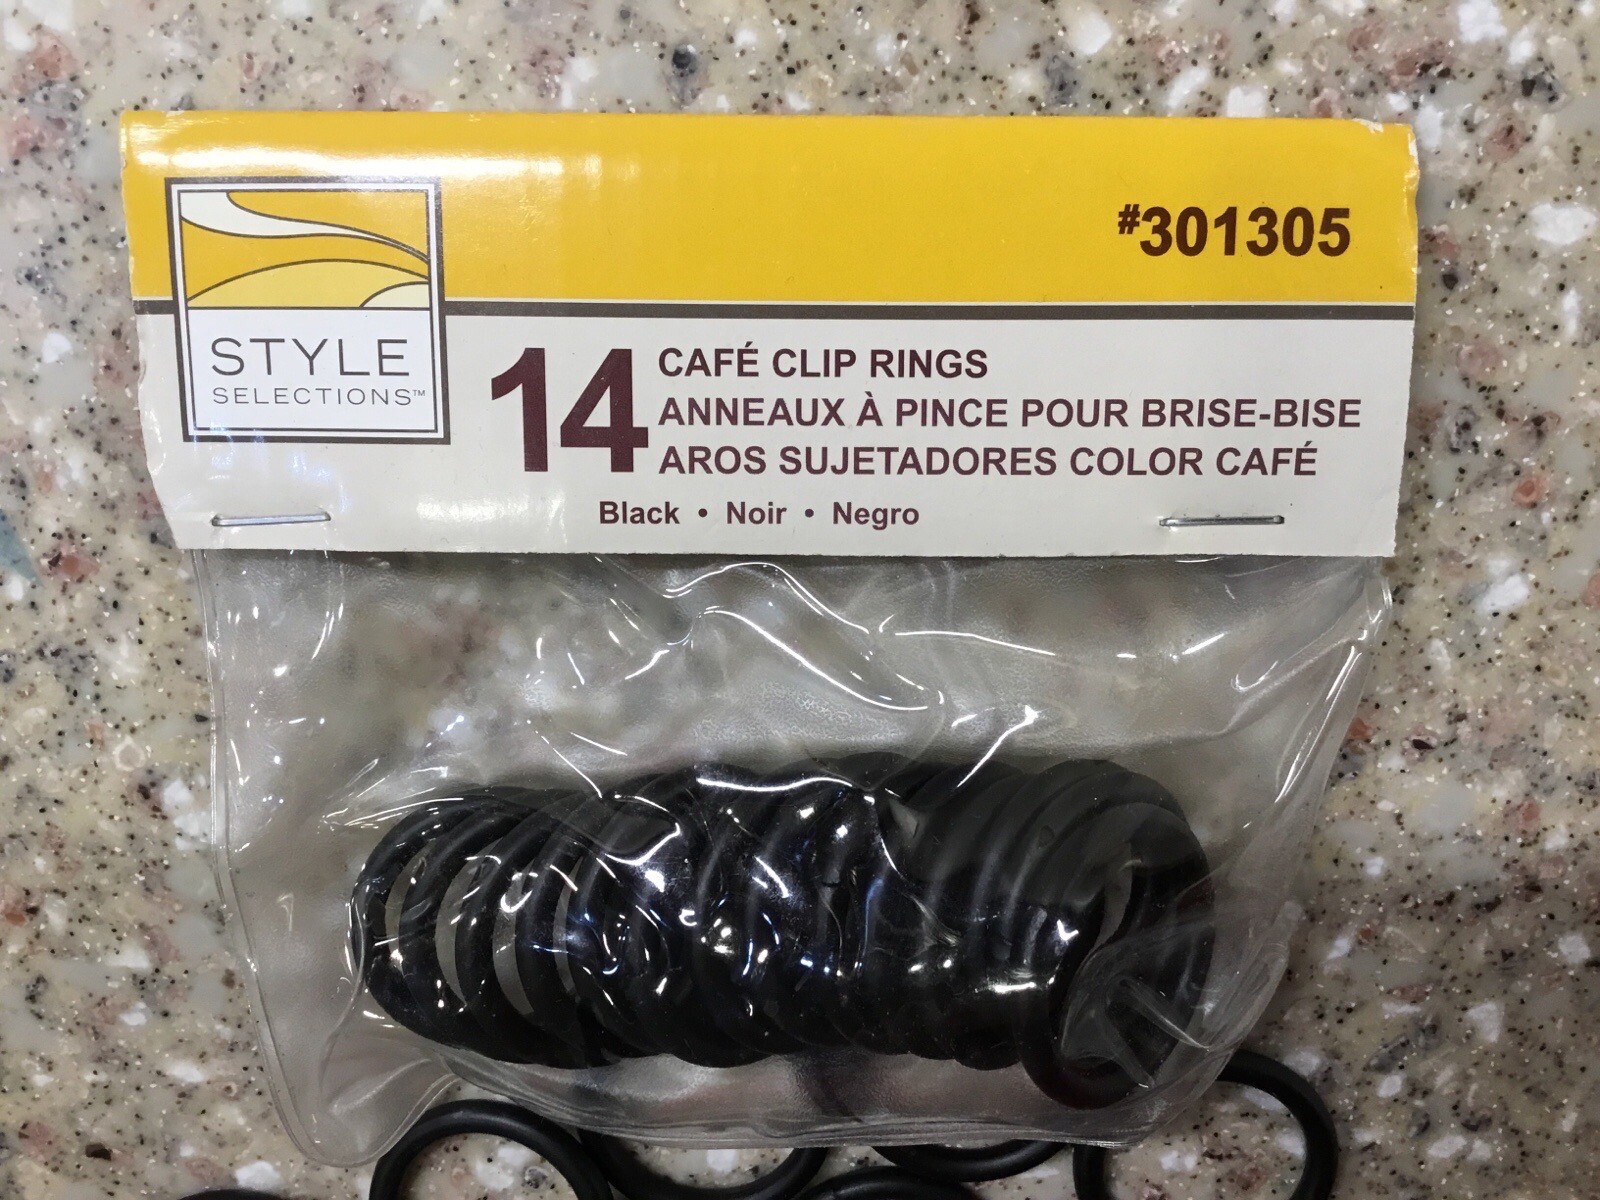 #301305
STYLE
SELECTIONS™
14
CAFÉ CLIP RINGS
ANNEAUX À PINCE POUR BRISE-BISE
AROS SUJETADORES COLOR CAFÉ
Black • Noir • Negro